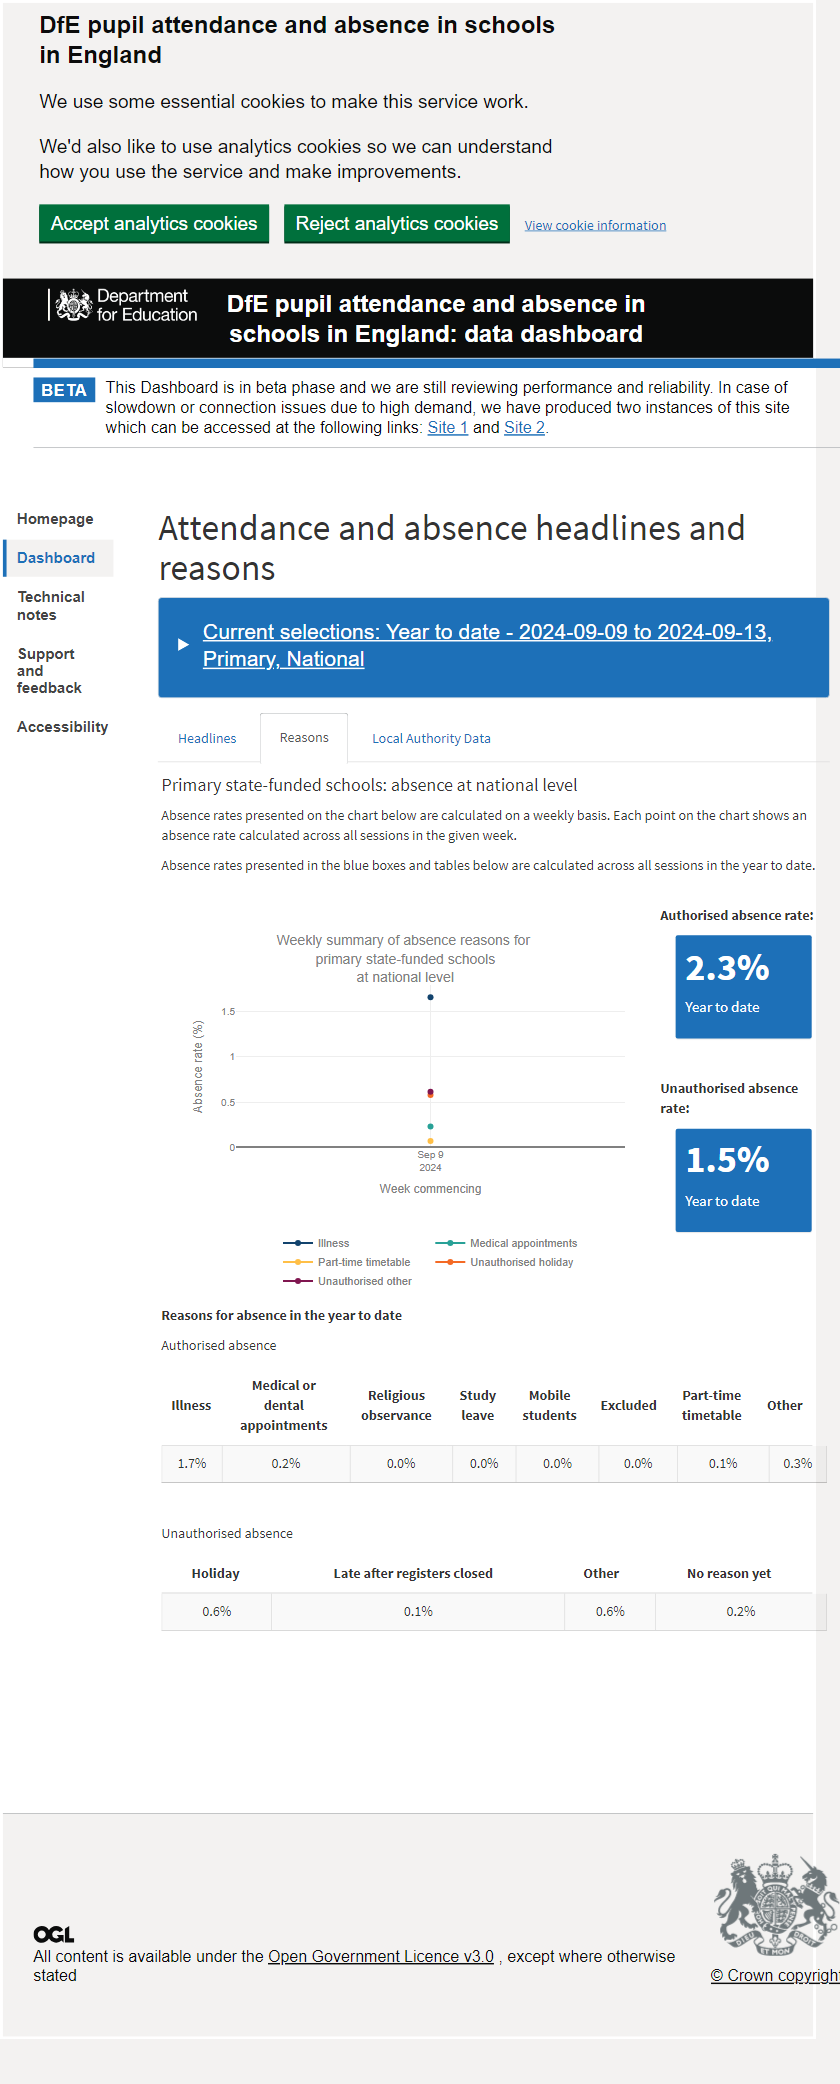 DfE pupil attendance and absence in schools
in England
We use some essential cookies to make this service work.
We'd also like to use analytics cookies so we can understand
how you use the service and make improvements.
Accept analytics cookies
Reject analytics cookies
View cookie information
Department
for Education
DfE pupil attendance and absence in
schools in England: data dashboard
BETA
This Dashboard is in beta phase and we are still reviewing performance and reliability. In case of
slowdown or connection issues due to high demand, we have produced two instances of this site
which can be accessed at the following links: Site 1 and Site 2.
Homepage
Dashboard
Technical
notes
Support
and
feedback
Accessibility
Attendance and absence headlines and
reasons
Current selections: Year to date - 2024-09-09 to 2024-09-13,
Primary, National
Headlines
Reasons
Local Authority Data
Primary state-funded schools: absence at national level
Absence rates presented on the chart below are calculated on a weekly basis. Each point on the chart shows an
absence rate calculated across all sessions in the given week.
Absence rates presented in the blue boxes and tables below are calculated across all sessions in the year to date.
Weekly summary of absence reasons for
primary state-funded schools
at national level
Absence rate (%)
1.5
1
0.5
0
Sep 9
2024
Week commencing
Illness
Medical appointments
Part-time timetable
Unauthorised holiday
Unauthorised other
Authorised absence rate:
2.3%
Year to date
Unauthorised absence
rate:
1.5%
Year to date
Reasons for absence in the year to date
Authorised absence
Illness
Medical or
dental
appointments
Religious
observance
Study
leave
Mobile
students
Excluded
Part-time
timetable
Other
1.7% 0.2% 0.0% 0.0% 0.0% 0.0% 0.1% 0.3%
Unauthorised absence
Holiday Late after registers closed Other No reason yet
0.6% 0.1% 0.6% 0.2%
OGL
All content is available under the Open Government Licence v3.0 , except where otherwise
stated
© Crown copyright